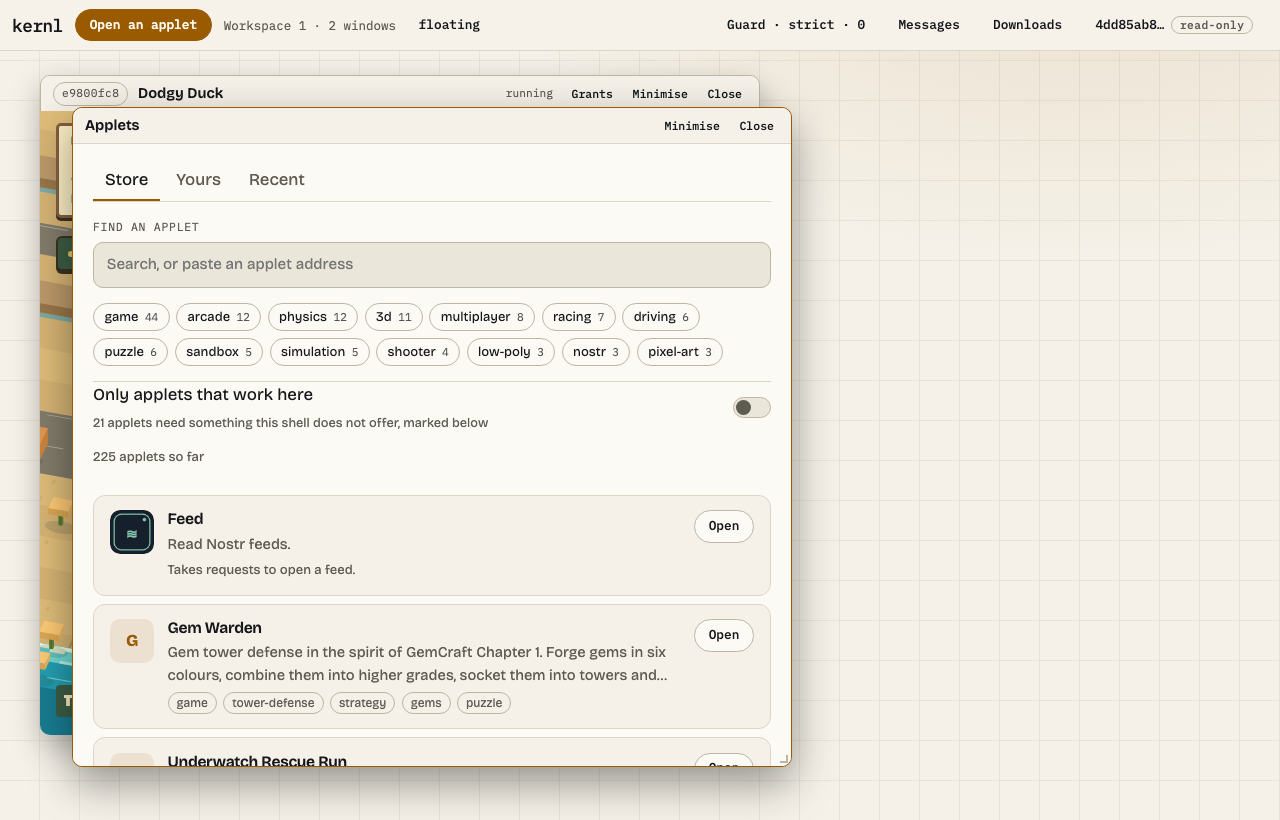 kernl
Open an applet
Workspace 1 · 2 windows
floating
Guard · strict · 0
Messages
Downloads
4dd85ab8…
read-only
e9800fc8
Dodgy Duck
running
Grants
Minimise
Close
Applets
Minimise
Close
Store
Yours
Recent
FIND AN APPLET
Search, or paste an applet address
game 44
arcade 12
physics 12
3d 11
multiplayer 8
racing 7
driving 6
puzzle 6
sandbox 5
simulation 5
shooter 4
low-poly 3
nostr 3
pixel-art 3
Only applets that work here
21 applets need something this shell does not offer, marked below
225 applets so far
Feed
Read Nostr feeds.
Takes requests to open a feed.
Open
G
Gem Warden
Gem tower defense in the spirit of GemCraft Chapter 1. Forge gems in six
colours, combine them into higher grades, socket them into towers and…
game
tower-defense
strategy
gems
puzzle
Open
Underwatch Rescue Run
Open